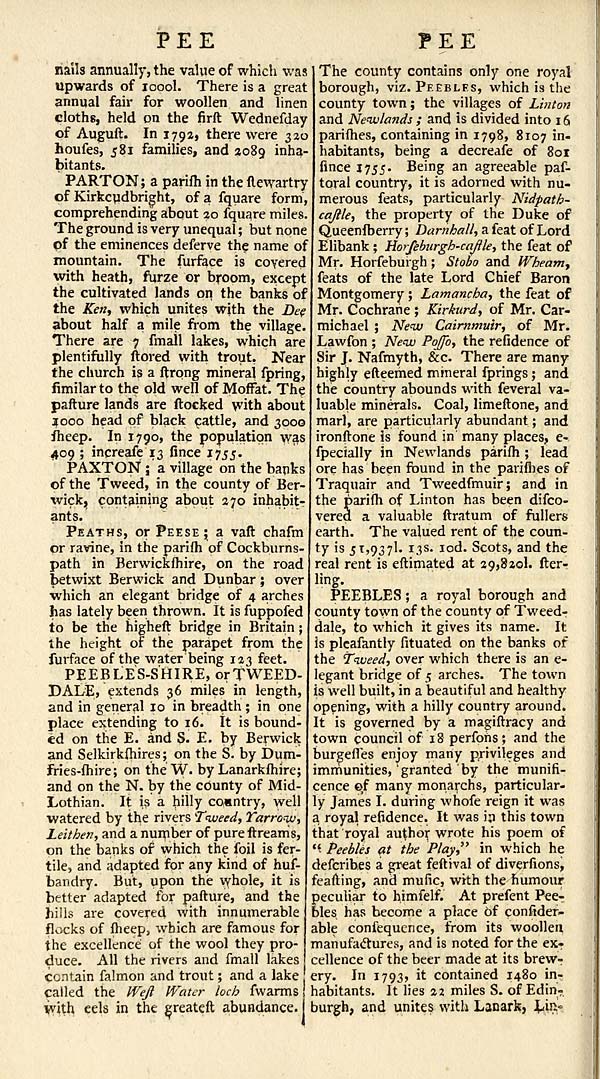 PEE
nails annually, the value of which was
upwards of 1000l. There is a great
annual fair for woollen and linen
cloths, held on the firſt Wedneſday
of Auguſt. In 1792, there were 320
houſes, 581 families, and 2089 inha-
bitants.
PARTON; a pariſh in the ſtewartry
of Kirkcudbright, of a ſquare form,
comprehending about 20 ſquare miles.
The ground is very unequal; but none
of the eminences deſerve the name of
mountain. The ſurface is covered
with heath, furze or broom, except
the cultivated lands on the banks of
the Ken, which unites with the Dee
about half a mile from the village.
There are 7 ſmall lakes, which are
plentifully ſtored with trout. Near
the church is a ſtrong mineral ſpring,
ſimilar to the old well of Moffat. The
paſture lands are ſtocked with about
1000 head of black cattle, and 3000
ſheep. In 1790, the population was
409; increaſe 13 ſince 1755.
PAXTON; a village on the banks
of the Tweed, in the county of Ber-
wick, containing about 270 inhabit-
ants.
PEATHS, or PEESE; a vaſt chaſm
or ravine, in the pariſh of Cockburns-
path in Berwickſhire, on the road
betwixt Berwick and Dunbar; over
which an elegant bridge of 4 arches
has lately been thrown. It is ſuppoſed
to be the higheſt bridge in Britain;
the height of the parapet from the
ſurface of the water being 123 feet.
PEEBLES-SHIRE, or TWEED-
DALE, extends 36 miles in length,
and in general 10 in breadth; in one
place extending to 16. It is bound-
ed on the E. and S. E. by Berwick
and Selkirkſhires; on the S. by Dum-
fries-ſhire; on the W. by Lanarkſhire;
and on the N. by the county of Mid-
Lothian. It is a hilly country, well
watered by the rivers Tweed, Yarrow,
Leithen, and a number of pure ſtreams,
on the banks of which the ſoil is fer-
tile, and adapted for any kind of huſ-
bandry. But, upon the whole, it is
better adapted for paſture, and the
hills are covered with innumerable
flocks of ſheep, which are famous for
the excellence of the wool they pro-
duce. All the rivers and ſmall lakes
contain ſalmon and trout; and a lake
called the Weſt Water loch ſwarms
with eels in the greateſt abundance.
PEE
The county contains only one royal
borough, viz. PEEBLES, which is the
county town; the villages of Linton
and Newlands; and is divided into 16
pariſhes, containing in 1798, 8107 in-
habitants, being a decreaſe of 801
ſince 1755. Being an agreeable paſ-
toral country, it is adorned with nu-
merous ſeats, particularly Nidpath-
caſtle, the property of the Duke of
Queenſberry; Darnhall, a ſeat of Lord
Elibank; Horſeburgh-caſtle, the ſeat of
Mr. Horſeburgh; Stobo and Wheam,
ſeats of the late Lord Chief Baron
Montgomery; Lamancha, the ſeat of
Mr. Cochrane; Kirkurd, of Mr. Car-
michael; New Cairnmuir, of Mr.
Lawſon; New Poſſo, the reſidence of
Sir J. Naſmyth, &c. There are many
highly eſteemed mineral ſprings; and
the country abounds with ſeveral va-
luable minerals. Coal, limeſtone, and
marl, are particularly abundant; and
ironſtone is found in many places, e-
ſpecially in Newlands pariſh; lead
ore has been found in the pariſhes of
Traquair and Tweedſmuir; and in
the pariſh of Linton has been diſco-
vered a valuable ſtratum of fullers
earth. The valued rent of the coun-
ty is 51,937l. 13s. 10d. Scots, and the
real rent is eſtimated at 29,820l. ſter-
ling.
PEEBLES; a royal borough and
county town of the county of Tweed-
dale, to which it gives its name. It
is pleaſantly ſituated on the banks of
the Tweed, over which there is an e-
legant bridge of 5 arches. The town
is well built, in a beautiful and healthy
opening, with a hilly country around.
It is governed by a magiſtracy and
town council of 18 perſons; and the
burgeſſes enjoy many privileges and
immunities, granted by the munifi-
cence of many monarchs, particular-
ly James I. during whoſe reign it was
a royal reſidence. It was in this town
that royal author wrote his poem of
“ Peebles at the Play,” in which he
deſcribes a great feſtival of diverſions,
feaſting, and muſic, with the humour
peculiar to himſelf. At preſent Pee-
bles has become a place of conſider-
able conſequence, from its woollen
manufactures, and is noted for the ex-
cellence of the beer made at its brew-
ery. In 1793, it contained 1480 in-
habitants. It lies 22 miles S. of Edin-
burgh, and unites with Lanark, Lin-